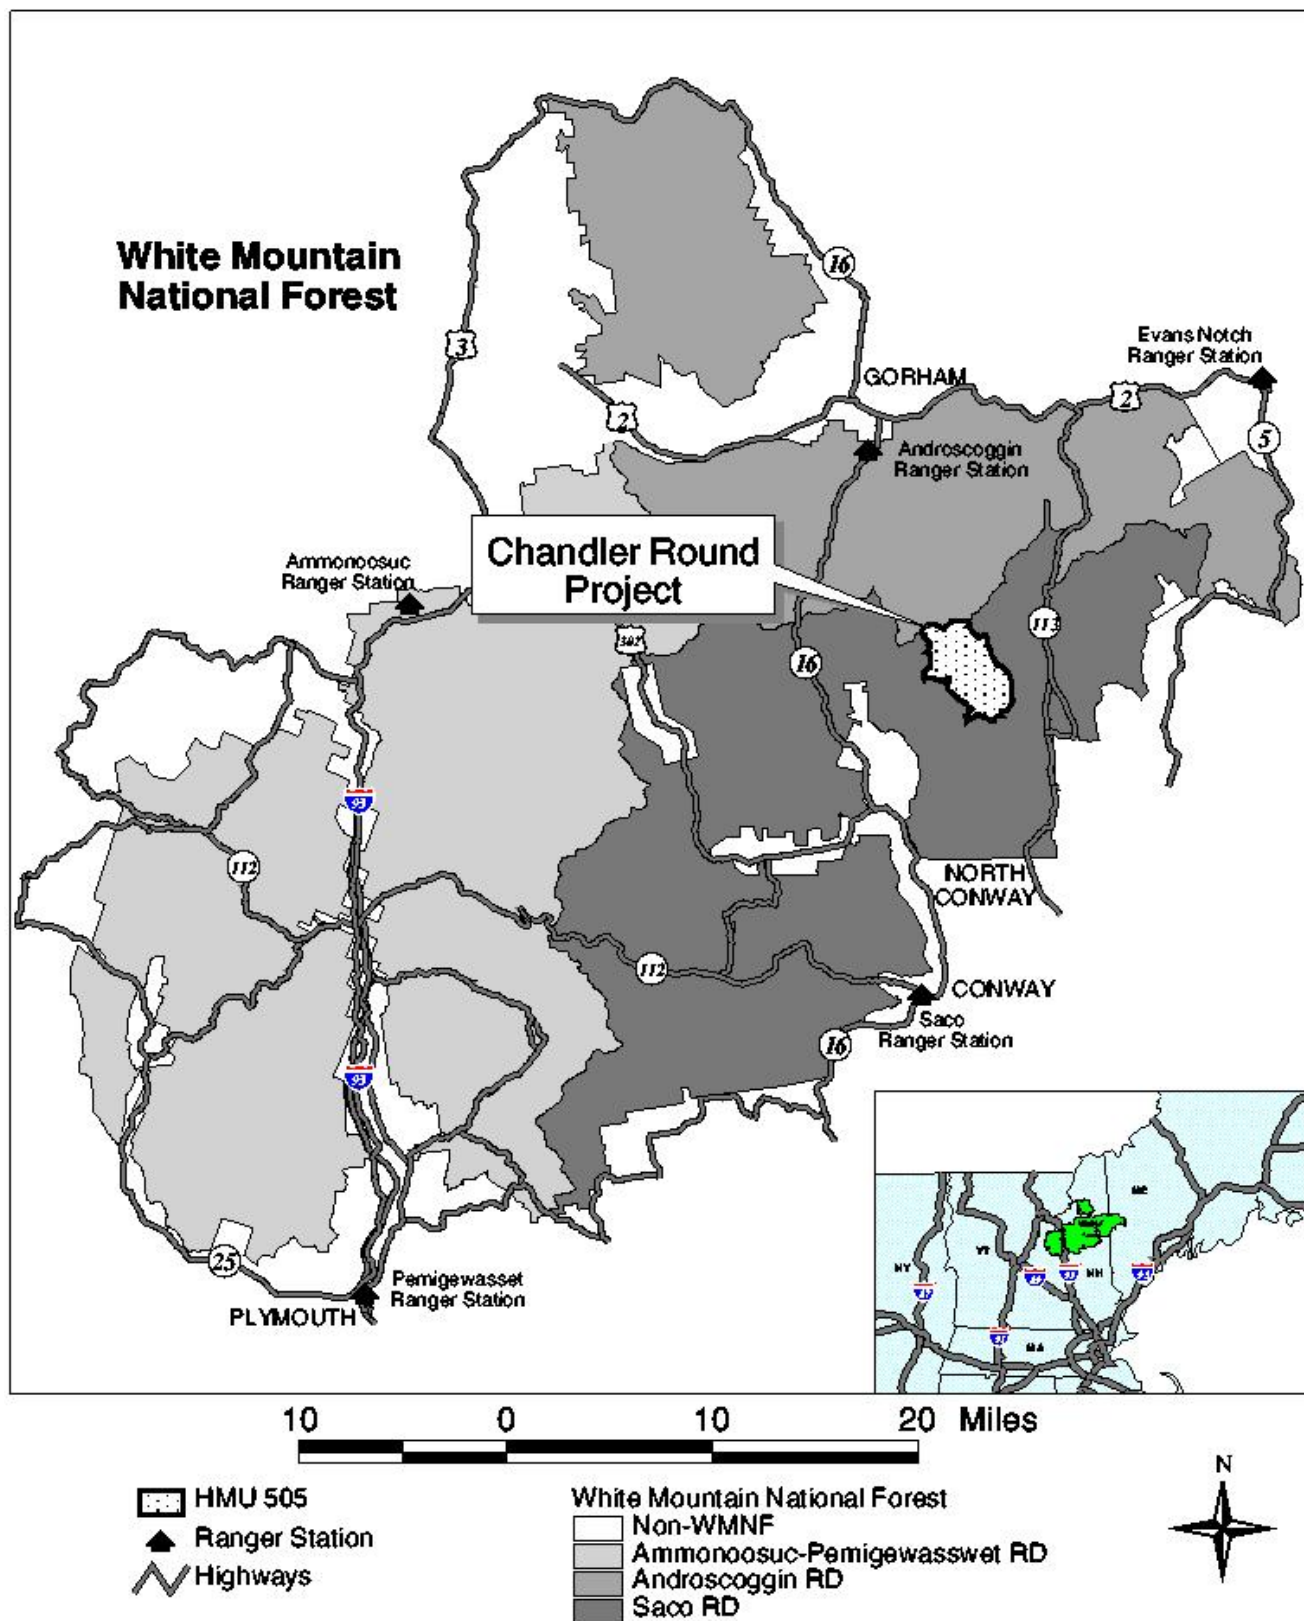 White Mountain
National Forest
16
3
Evans Notch
Ranger Station
GORHAM
2
2
5
Androscoggin
Ranger Station
Chandler Round
Project
Ammonoosuc
Ranger Station
302
113
16
93
112
NORTH
CONWAY
112
CONWAY
Saco
Ranger Station
16
93
ME
VT
NY
NH
MA
25
Pemigewasset
Ranger Station
PLYMOUTH
10 0 10 20 Miles
N
HMU 505
Ranger Station
Highways
White Mountain National Forest
Non-WMNF
Ammonoosuc-Pemigewasswet RD
Androscoggin RD
Saco RD